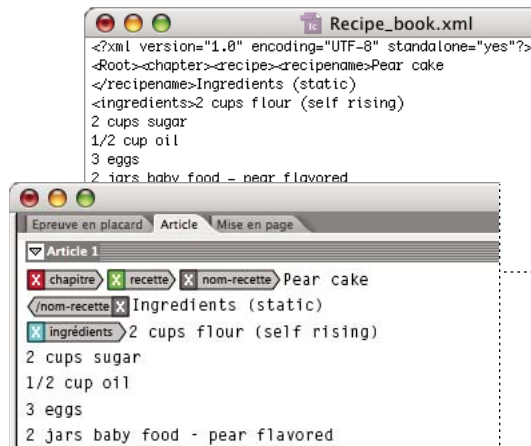 Recipe_book.xml
<?xml version="1.0" encoding="UTF-8" standalone="yes"?>
<Root><chapter><recipe><recipename>Pear cake
</recipename>Ingredients (static)
<ingredients>2 cups flour (self rising)
2 cups sugar
1/2 cup oil
3 eggs
2 jars baby food – pear flavored
Epreuve en placard Article Mise en page
Article 1
chapitre recette nom-recette Pear cake
/nom-recette Ingredients (static)
ingrédients 2 cups flour (self rising)
2 cups sugar
1/2 cup oil
3 eggs
2 jars baby food - pear flavored